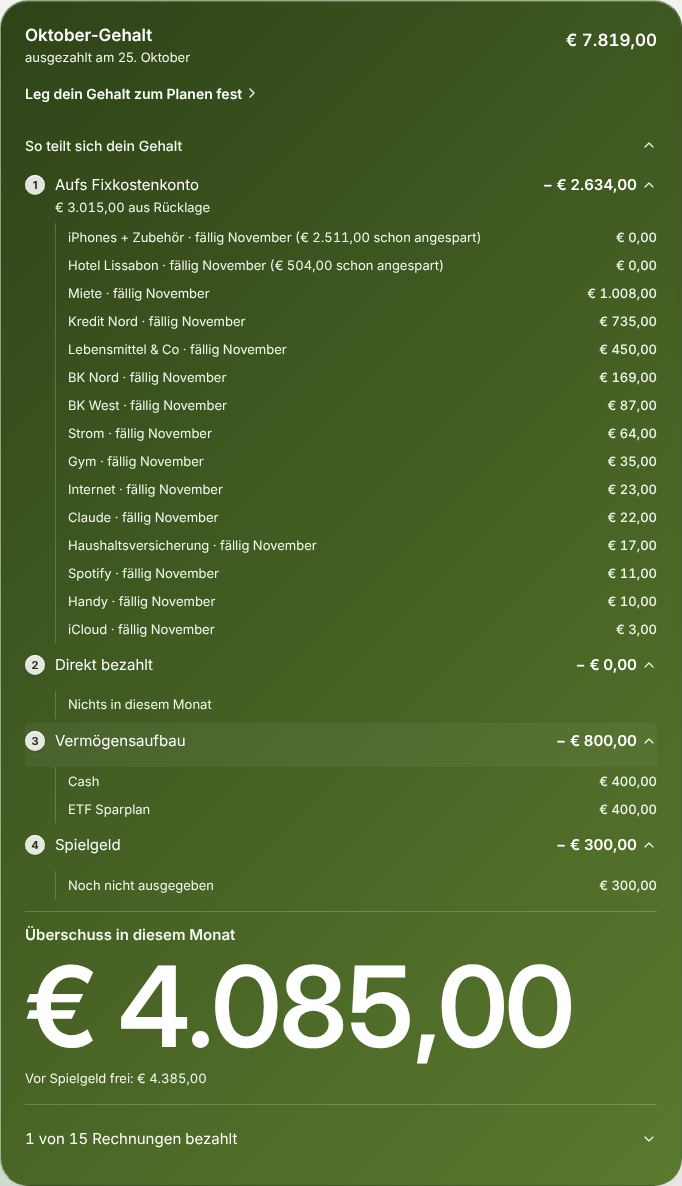 Oktober-Gehalt
€ 7.819,00
ausgezahlt am 25. Oktober
Leg dein Gehalt zum Planen fest
So teilt sich dein Gehalt
1 Aufs Fixkostenkonto – € 2.634,00
€ 3.015,00 aus Rücklage
iPhones + Zubehör · fällig November (€ 2.511,00 schon angespart) € 0,00
Hotel Lissabon · fällig November (€ 504,00 schon angespart) € 0,00
Miete · fällig November € 1.008,00
Kredit Nord · fällig November € 735,00
Lebensmittel & Co · fällig November € 450,00
BK Nord · fällig November € 169,00
BK West · fällig November € 87,00
Strom · fällig November € 64,00
Gym · fällig November € 35,00
Internet · fällig November € 23,00
Claude · fällig November € 22,00
Haushaltsversicherung · fällig November € 17,00
Spotify · fällig November € 11,00
Handy · fällig November € 10,00
iCloud · fällig November € 3,00
2 Direkt bezahlt – € 0,00
Nichts in diesem Monat
3 Vermögensaufbau – € 800,00
Cash € 400,00
ETF Sparplan € 400,00
4 Spielgeld – € 300,00
Noch nicht ausgegeben € 300,00
Überschuss in diesem Monat
€ 4.085,00
Vor Spielgeld frei: € 4.385,00
1 von 15 Rechnungen bezahlt